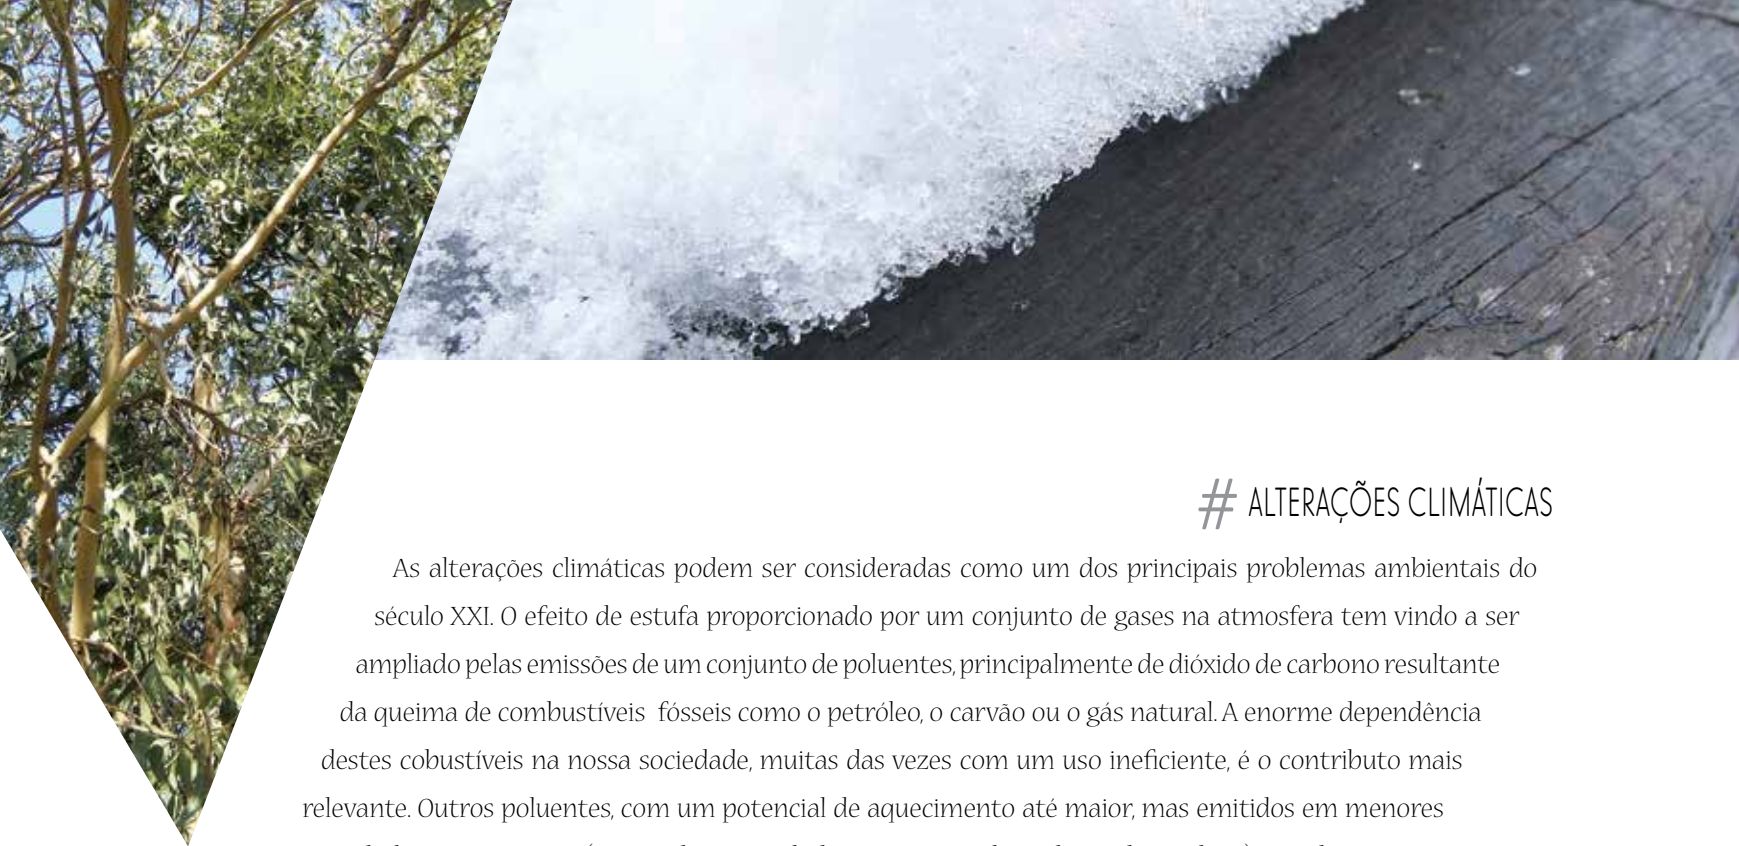 # ALTERAÇÕES CLIMÁTICAS
As alterações climáticas podem ser consideradas como um dos principais problemas ambientais do
século XXI. O efeito de estufa proporcionado por um conjunto de gases na atmosfera tem vindo a ser
ampliado pelas emissões de um conjunto de poluentes, principalmente de dióxido de carbono resultante
da queima de combustíveis fósseis como o petróleo, o carvão ou o gás natural. A enorme dependência
destes cobustíveis na nossa sociedade, muitas das vezes com um uso ineficiente, é o contributo mais
relevante. Outros poluentes, com um potencial de aquecimento até maior, mas emitidos em menores